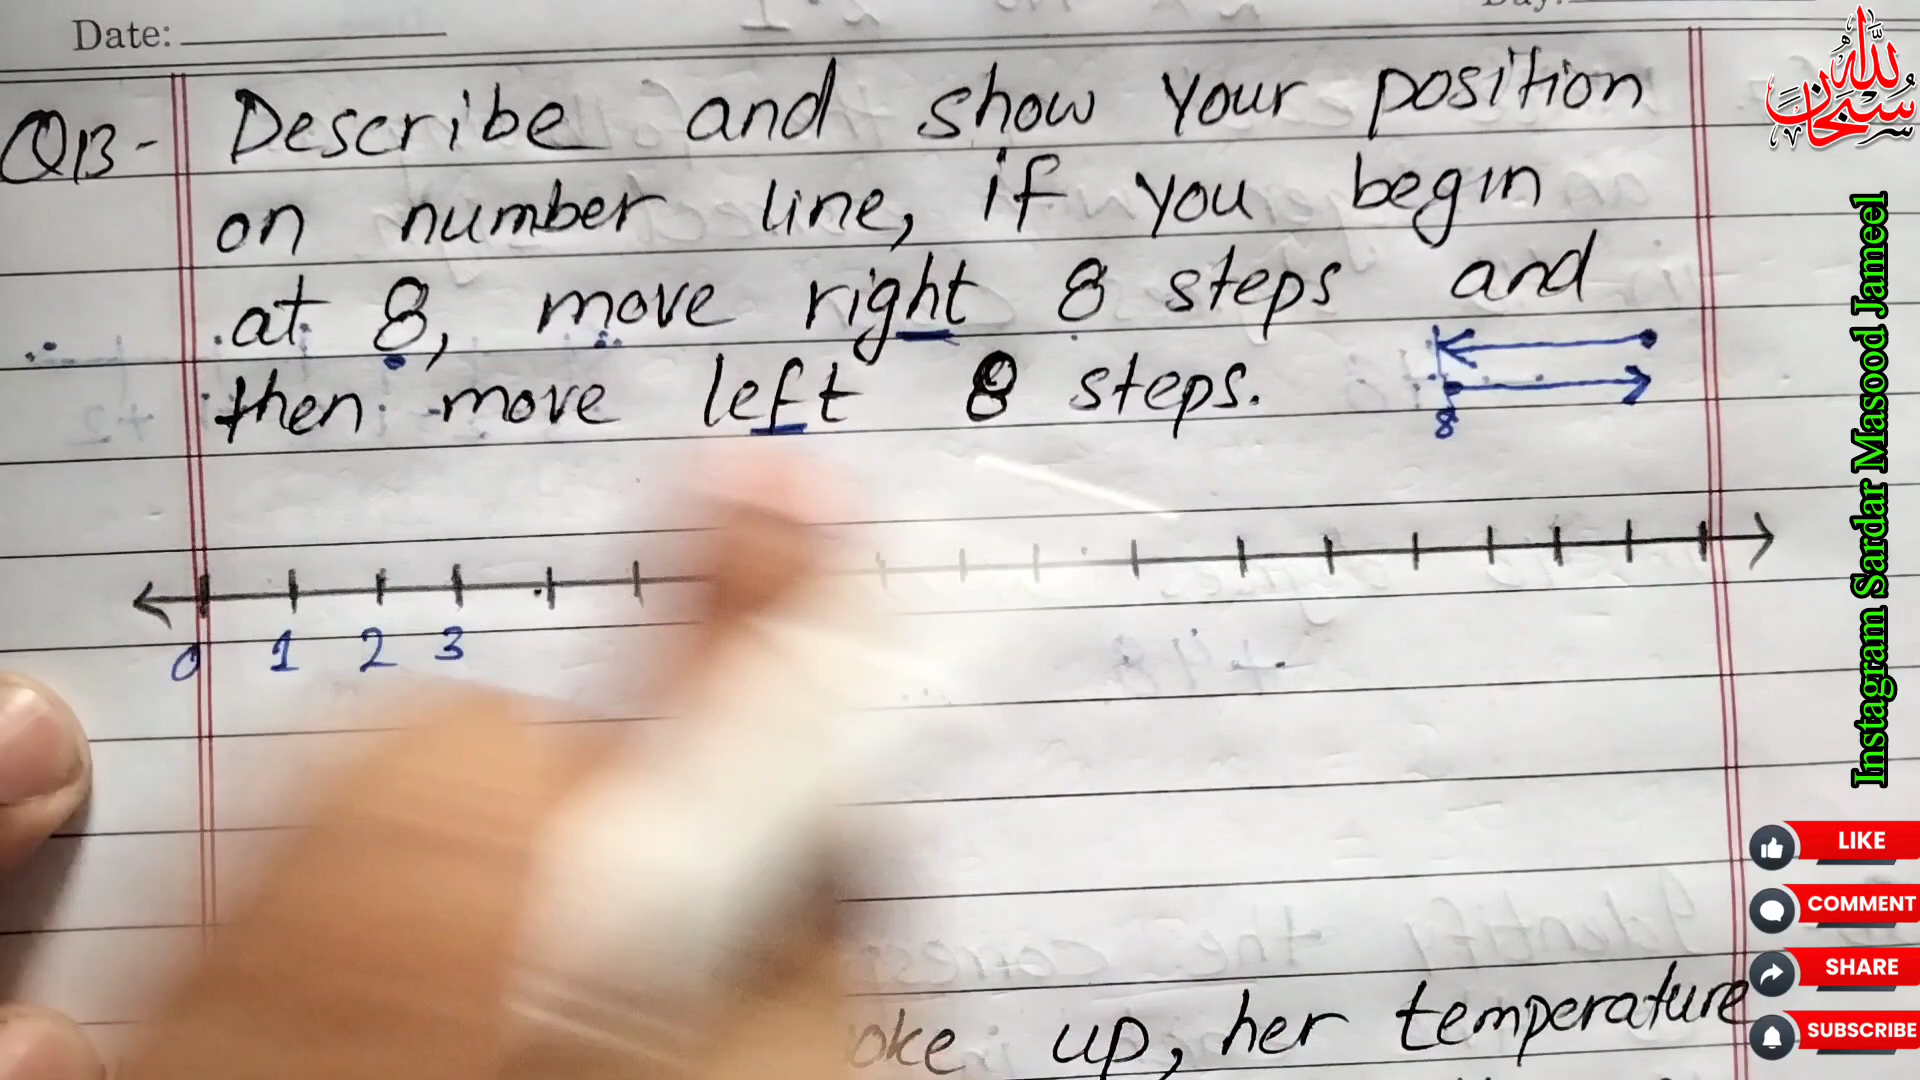 Date:
Day:
QB- Describe and show your position
on number line, if you begin
at 8, move right 8 steps and
then move left 8 steps.
8
0 1 2 3
up, her temperature
سبحان الله
Instagram Sardar Masood Jameel
LIKE
COMMENT
SHARE
SUBSCRIBE